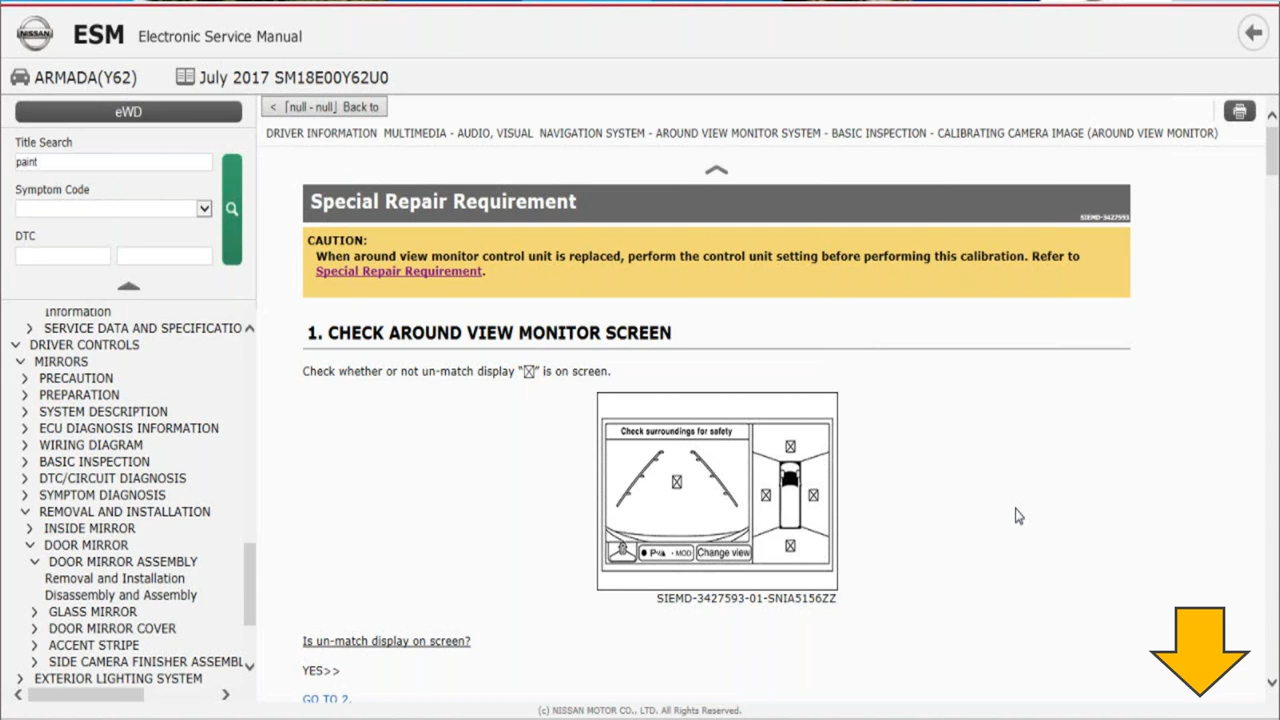 NISSAN
ESM Electronic Service Manual
ARMADA(Y62) July 2017 SM18E00Y62U0
eWD
Title Search
paint
Symptom Code
DTC
Information
SERVICE DATA AND SPECIFICATIO
DRIVER CONTROLS
MIRRORS
PRECAUTION
PREPARATION
SYSTEM DESCRIPTION
ECU DIAGNOSIS INFORMATION
WIRING DIAGRAM
BASIC INSPECTION
DTC/CIRCUIT DIAGNOSIS
SYMPTOM DIAGNOSIS
REMOVAL AND INSTALLATION
INSIDE MIRROR
DOOR MIRROR
DOOR MIRROR ASSEMBLY
Removal and Installation
Disassembly and Assembly
GLASS MIRROR
DOOR MIRROR COVER
ACCENT STRIPE
SIDE CAMERA FINISHER ASSEMBL
EXTERIOR LIGHTING SYSTEM
< ｢null - null｣ Back to
DRIVER INFORMATION MULTIMEDIA - AUDIO, VISUAL NAVIGATION SYSTEM - AROUND VIEW MONITOR SYSTEM - BASIC INSPECTION - CALIBRATING CAMERA IMAGE (AROUND VIEW MONITOR)
Special Repair Requirement
SIEMD-3427593
CAUTION:
When around view monitor control unit is replaced, perform the control unit setting before performing this calibration. Refer to
Special Repair Requirement.
1. CHECK AROUND VIEW MONITOR SCREEN
Check whether or not un-match display "☒" is on screen.
Check surroundings for safety
MOD
Change view
SIEMD-3427593-01-SNIA5156ZZ
Is un-match display on screen?
YES>>
GO TO 2.
(c) NISSAN MOTOR CO., LTD. All Rights Reserved.